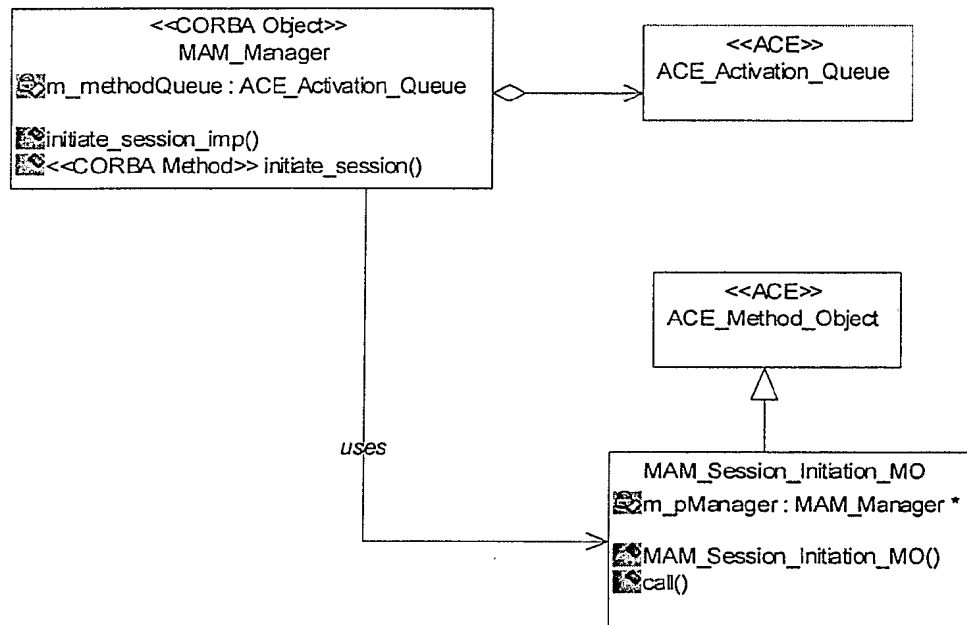 <<CORBA Object>>
MAM_Manager
m_methodQueue : ACE_Activation_Queue
initiate_session_imp()
<<CORBA Method>> initiate_session()
<<ACE>>
ACE_Activation_Queue
<<ACE>>
ACE_Method_Object
uses
MAM_Session_Initiation_MO
m_pManager : MAM_Manager *
MAM_Session_Initiation_MO()
call()